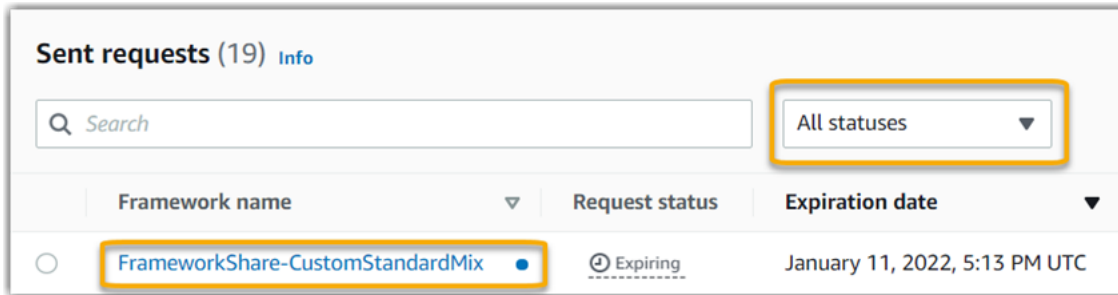 Sent requests (19) Info
Search
All statuses
Framework name Request status Expiration date
FrameworkShare-CustomStandardMix Expiring January 11, 2022, 5:13 PM UTC